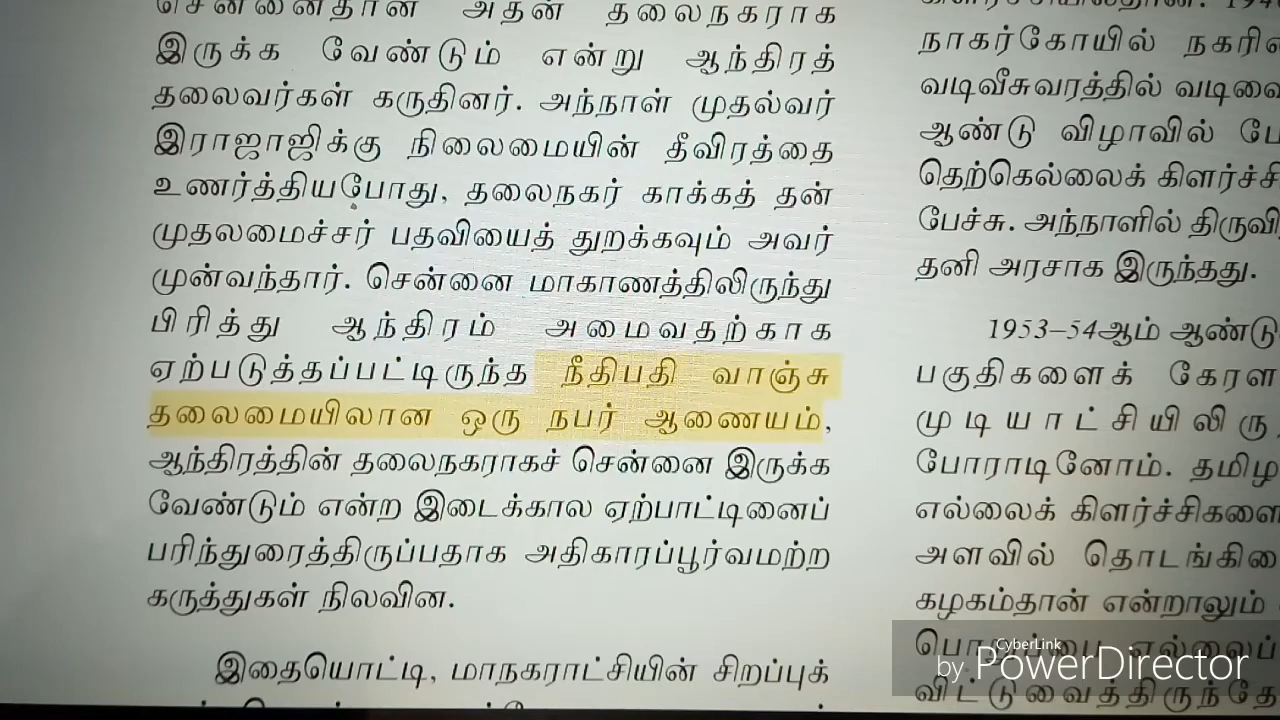 சென்னைதான் அதன் தலைநகராக
இருக்க வேண்டும் என்று ஆந்திரத்
தலைவர்கள் கருதினர். அந்நாள் முதல்வர்
இராஜாஜிக்கு நிலைமையின் தீவிரத்தை
உணர்த்தியபோது, தலைநகர் காக்கத் தன்
முதலமைச்சர் பதவியைத் துறக்கவும் அவர்
முன்வந்தார். சென்னை மாகாணத்திலிருந்து
பிரித்து ஆந்திரம் அமைவதற்காக
ஏற்படுத்தப்பட்டிருந்த நீதிபதி வாஞ்சு
தலைமையிலான ஒரு நபர் ஆணையம்,
ஆந்திரத்தின் தலைநகராகச் சென்னை இருக்க
வேண்டும் என்ற இடைக்கால ஏற்பாட்டினைப்
பரிந்துரைத்திருப்பதாக அதிகாரப்பூர்வமற்ற
கருத்துகள் நிலவின.
இதையொட்டி, மாநகராட்சியின் சிறப்புக்
நாகர்கோயில்
வடிவீசுவரத்தில்
ஆண்டு விழாவில்
தெற்கெல்லைக்
பேச்சு. அந்நாளில்
தனி அரசாக இருந்தது.
1953–54ஆம் ஆண்டு
பகுதிகளைக் கேரள
முடியாட்சியிலிரு
போராடினோம். தமிழ
எல்லைக் கிளர்ச்சிகளை
அளவில்
கழகம்தான் என்றாலும்
CyberLink
by PowerDirector